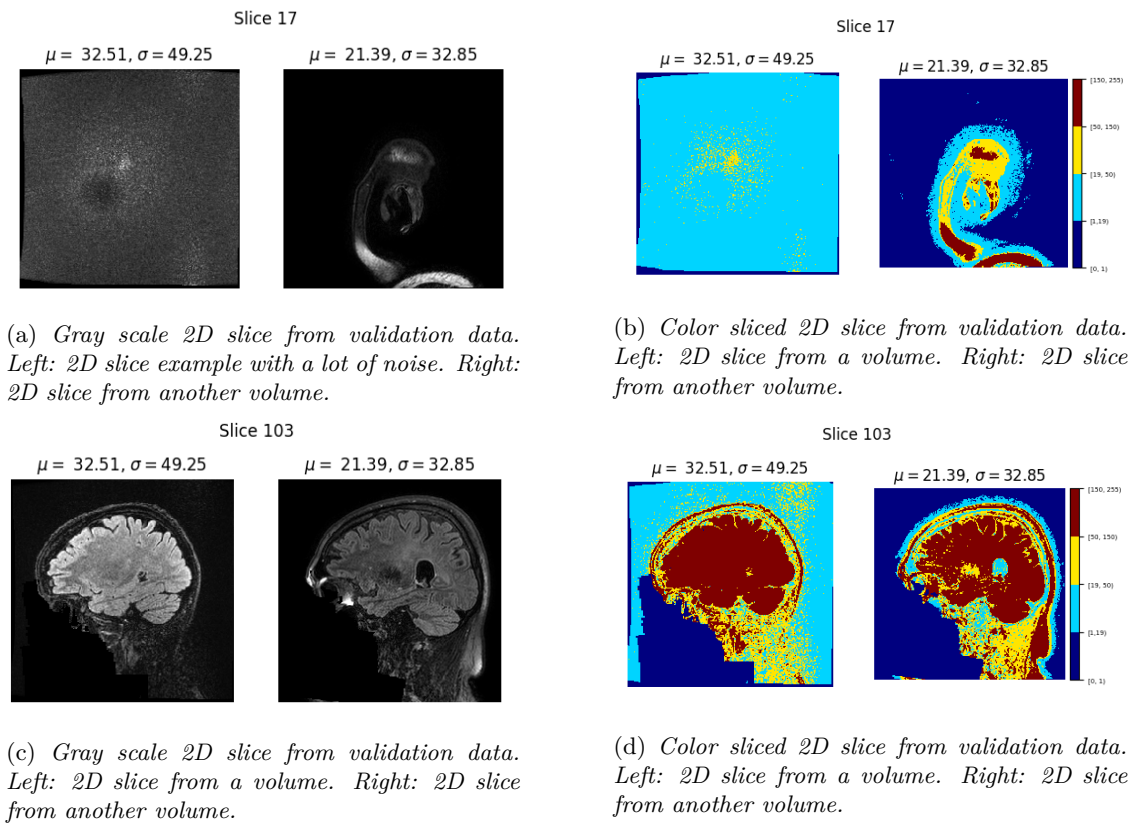 Slice 17
μ = 32.51, σ = 49.25
μ = 21.39, σ = 32.85
(a) Gray scale 2D slice from validation data.
Left: 2D slice example with a lot of noise. Right:
2D slice from another volume.
Slice 17
μ = 32.51, σ = 49.25
μ = 21.39, σ = 32.85
[150, 255)
[50, 150)
[19, 50)
[1,19)
[0, 1)
(b) Color sliced 2D slice from validation data.
Left: 2D slice from a volume. Right: 2D slice
from another volume.
Slice 103
μ = 32.51, σ = 49.25
μ = 21.39, σ = 32.85
(c) Gray scale 2D slice from validation data.
Left: 2D slice from a volume. Right: 2D slice
from another volume.
Slice 103
μ = 32.51, σ = 49.25
μ = 21.39, σ = 32.85
[150, 255)
[50, 150)
[19, 50)
[1,19)
[0, 1)
(d) Color sliced 2D slice from validation data.
Left: 2D slice from a volume. Right: 2D slice
from another volume.